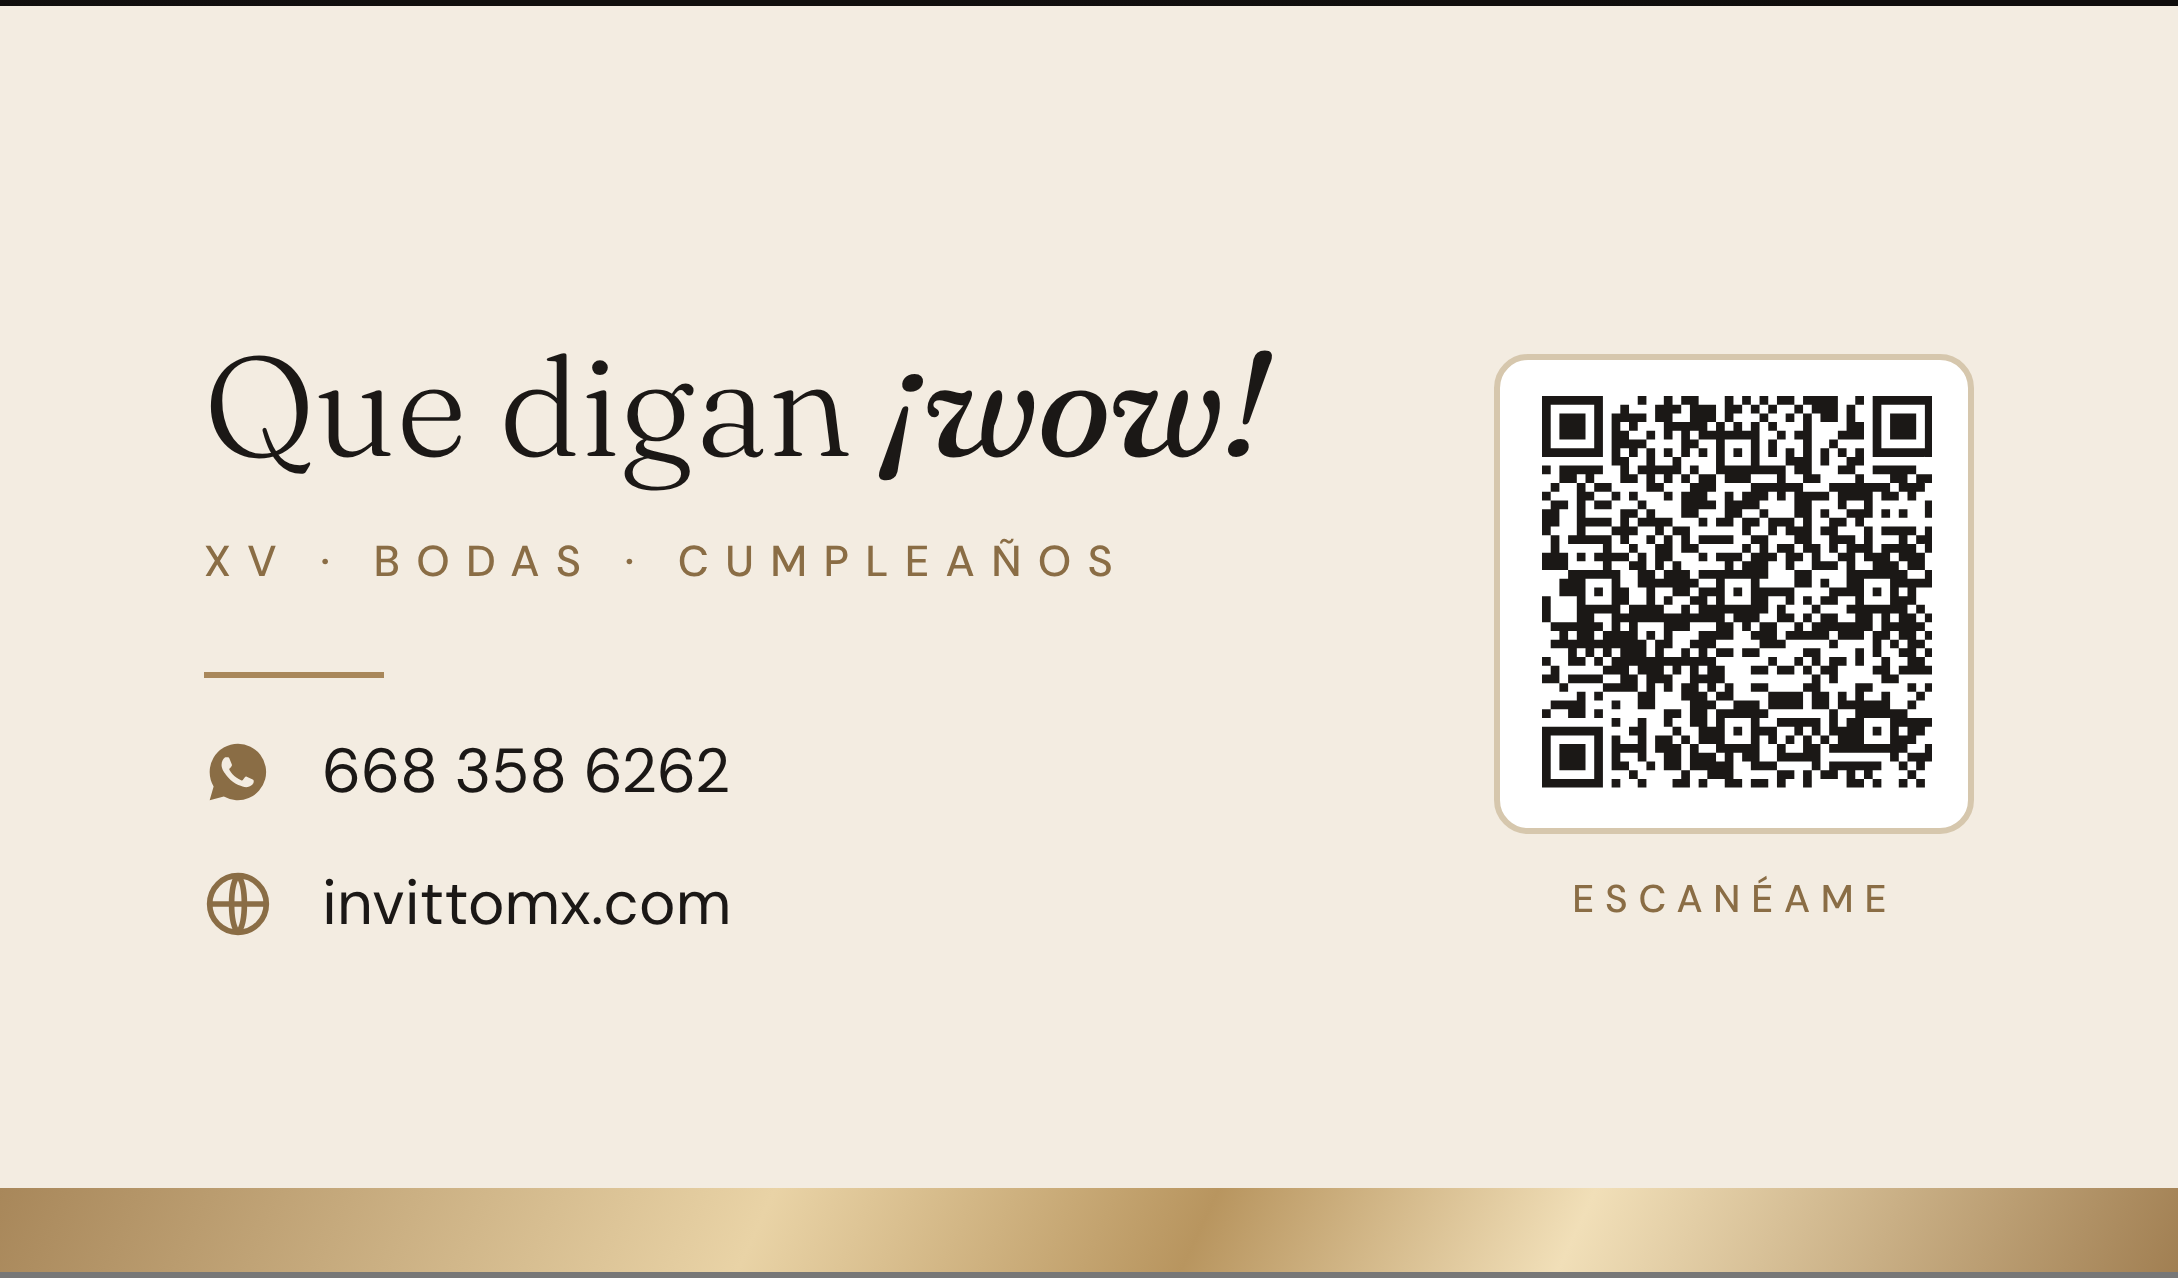 Que digan ¡wow!
XV · BODAS · CUMPLEAÑOS
668 358 6262
invittomx.com
ESCANÉAME